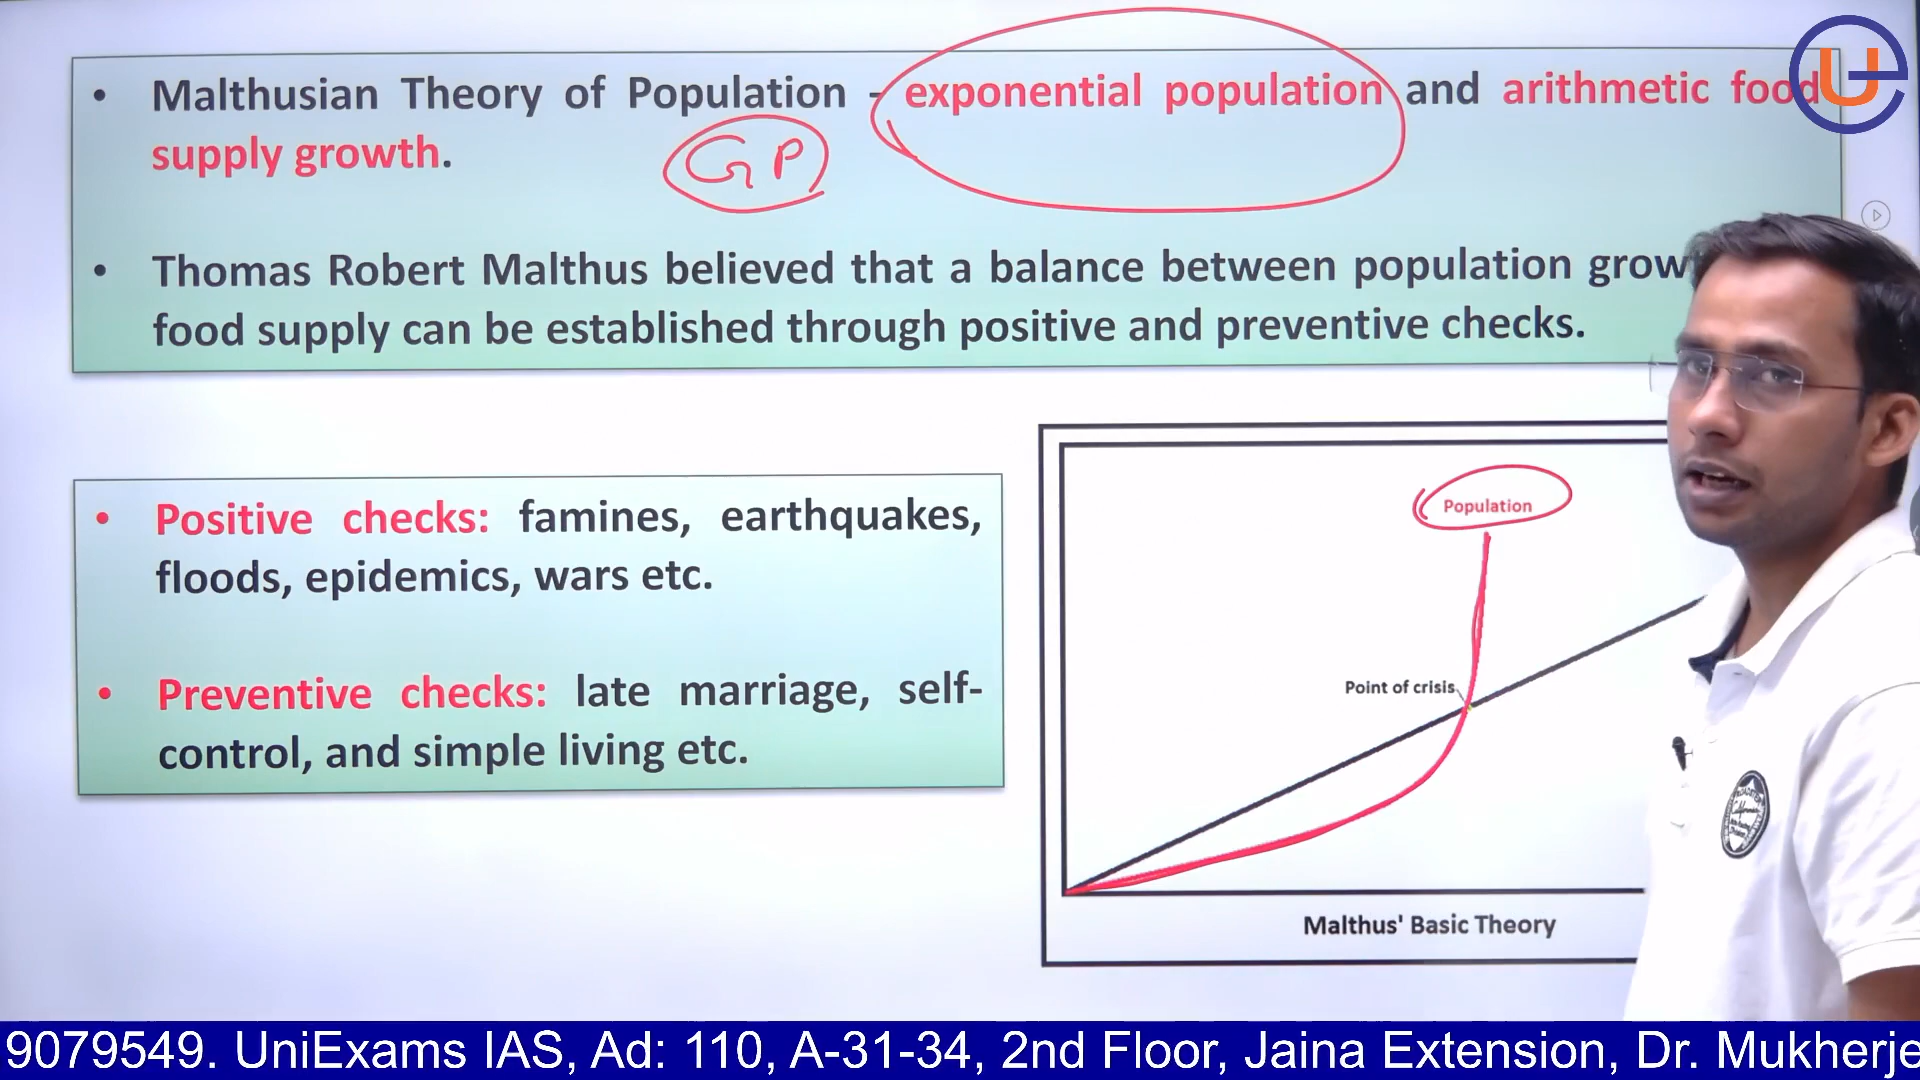 • Malthusian Theory of Population - exponential population and arithmetic food
supply growth.
GP
• Thomas Robert Malthus believed that a balance between population
food supply can be established through positive and preventive checks.
• Positive checks: famines, earthquakes,
floods, epidemics, wars etc.
• Preventive checks: late marriage, self-
control, and simple living etc.
Population
Point of crisis
Malthus' Basic Theory
9079549. UniExams IAS, Ad: 110, A-31-34, 2nd Floor, Jaina Extension, Dr. Mukherje